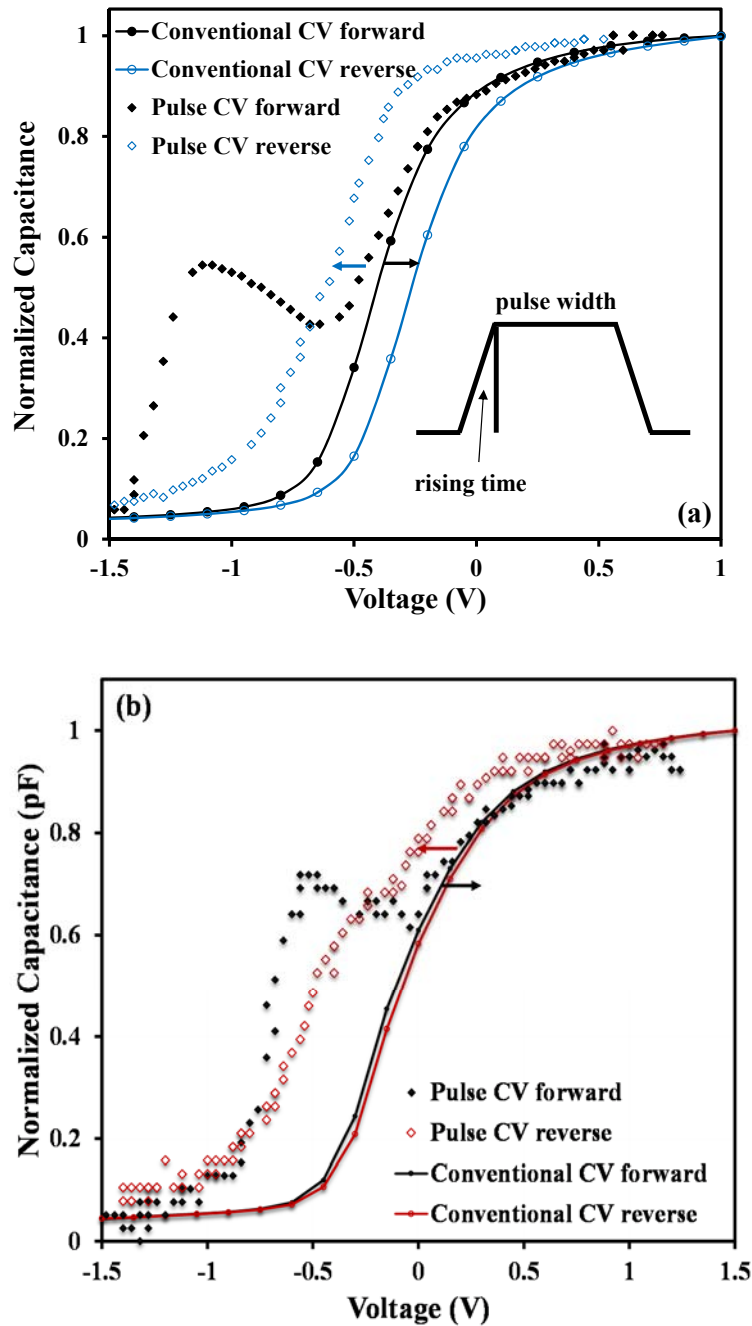 Conventional CV forward
Conventional CV reverse
Pulse CV forward
Pulse CV reverse
pulse width
rising time
(a)
Normalized Capacitance
1
0.8
0.6
0.4
0.2
0
-1.5 -1 -0.5 0 0.5 1
Voltage (V)
(b)
Normalized Capacitance (pF)
1
0.8
0.6
0.4
0.2
0
Pulse CV forward
Pulse CV reverse
Conventional CV forward
Conventional CV reverse
-1.5 -1 -0.5 0 0.5 1 1.5
Voltage (V)